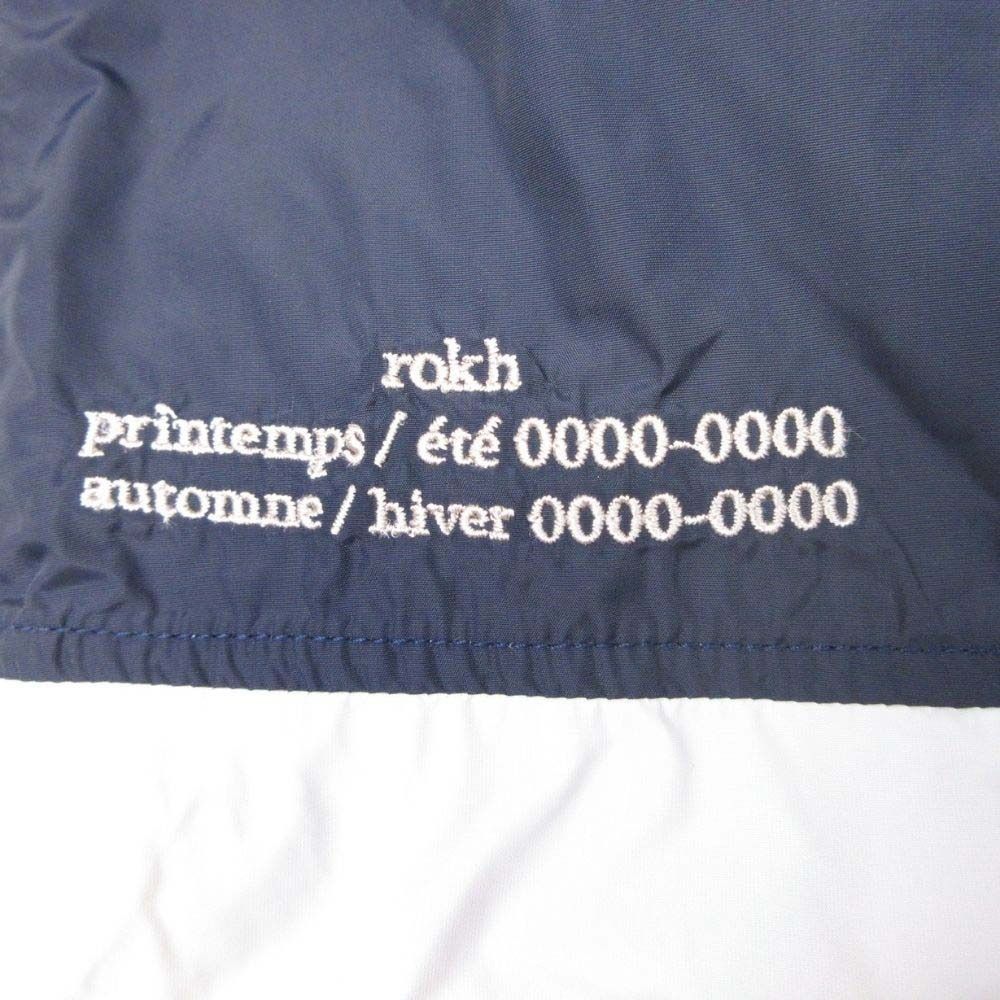 rokh
printemps / été 0000-0000
automne / hiver 0000-0000